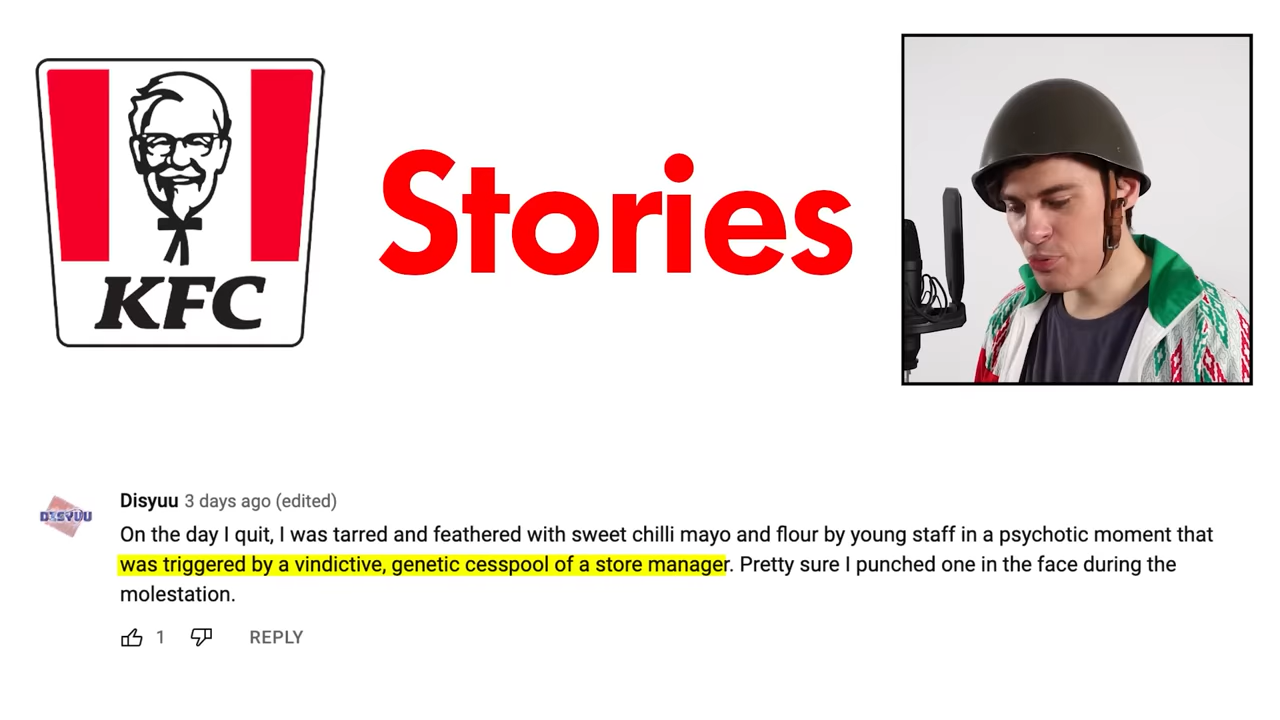 KFC
Stories
Disyuu 3 days ago (edited)
DISYUU
On the day I quit, I was tarred and feathered with sweet chilli mayo and flour by young staff in a psychotic moment that
was triggered by a vindictive, genetic cesspool of a store manager. Pretty sure I punched one in the face during the
molestation.
1 REPLY